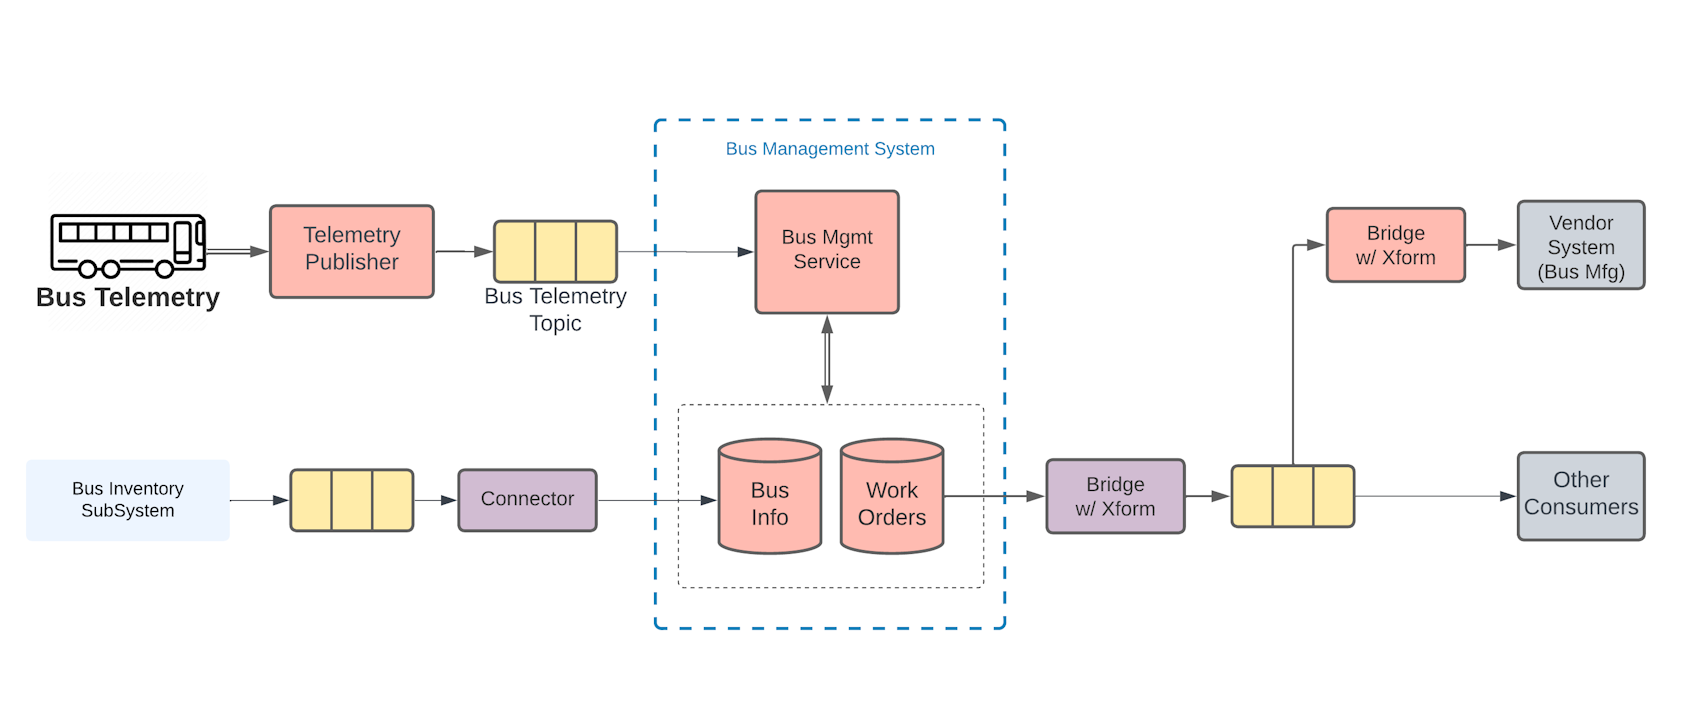 Bus Management System
Telemetry
Publisher
Bus Mgmt
Service
Bridge
w/ Xform
Vendor
System
(Bus Mfg)
Bus Telemetry
Bus Telemetry
Topic
Bus Inventory
SubSystem
Connector
Bus
Info
Work
Orders
Bridge
w/ Xform
Other
Consumers